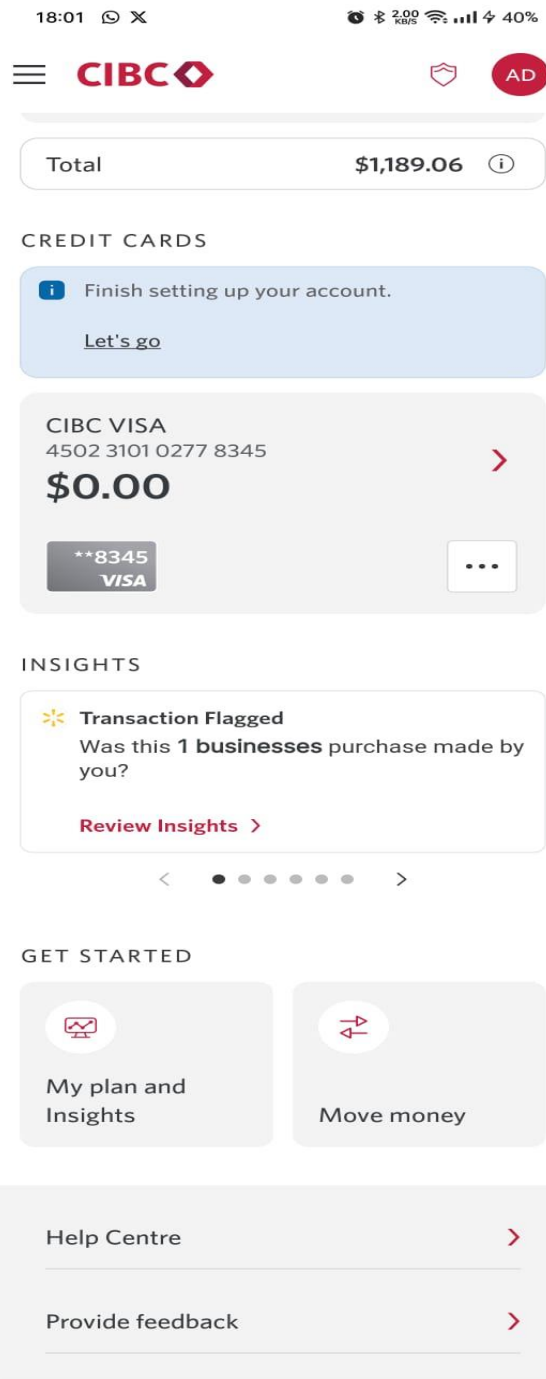 18:01 2.00 KB/S 40%
CIBC AD
Total $1,189.06
CREDIT CARDS
Finish setting up your account.
Let's go
CIBC VISA
4502 3101 0277 8345
$0.00
**8345
VISA
INSIGHTS
Transaction Flagged
Was this 1 businesses purchase made by
you?
Review Insights
GET STARTED
My plan and
Insights
Move money
Help Centre
Provide feedback